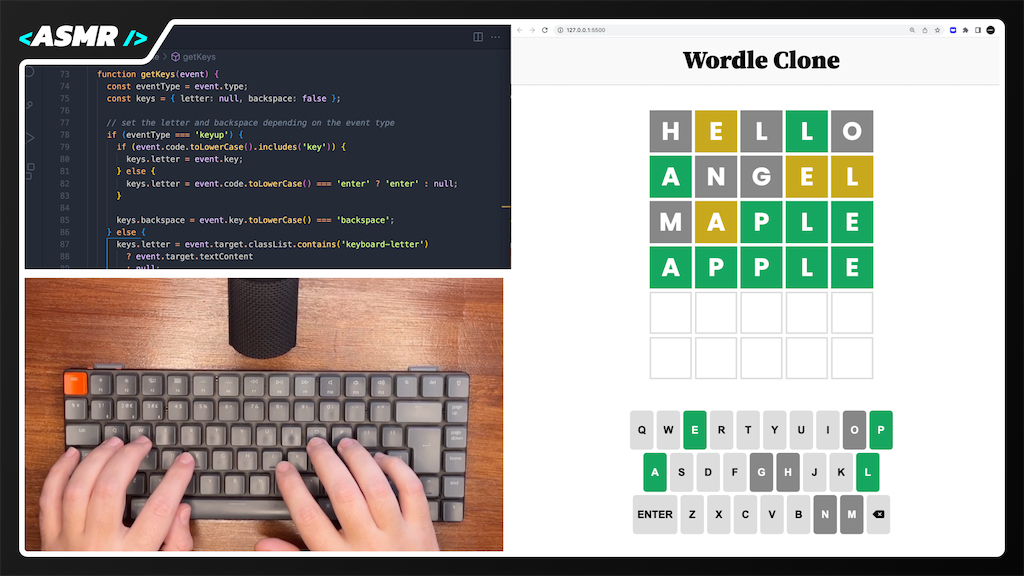 <ASMR />
getKeys
73 function getKeys(event) {
74 const eventType = event.type;
75 const keys = { letter: null, backspace: false };
76
77 // set the letter and backspace depending on the event type
78 if (eventType === 'keyup') {
79 if (event.code.toLowerCase().includes('key')) {
80 keys.letter = event.key;
81 } else {
82 keys.letter = event.code.toLowerCase() === 'enter' ? 'enter' : null;
83 }
84
85 keys.backspace = event.key.toLowerCase() === 'backspace';
86 } else {
87 keys.letter = event.target.classList.contains('keyboard-letter')
88 ? event.target.textContent
: null;
127.0.0.1:5500
Wordle Clone
H E L L O
A N G E L
M A P L E
A P P L E
Q W E R T Y U I O P
A S D F G H J K L
ENTER Z X C V B N M